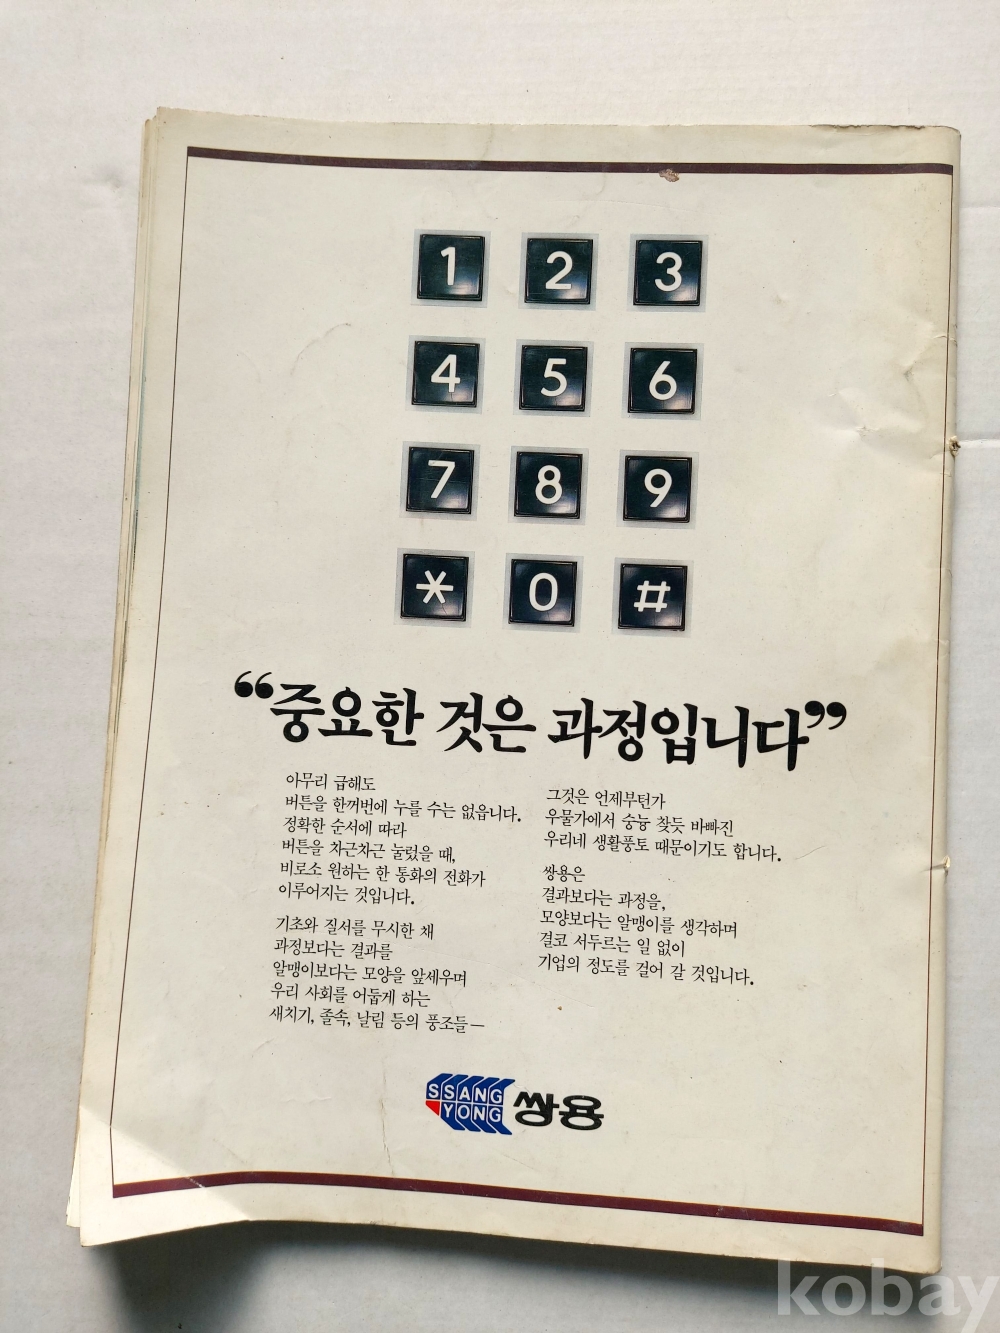 1 2 3
4 5 6
7 8 9
* 0 #
“중요한 것은 과정입니다”
아무리 급해도
버튼을 한꺼번에 누를 수는 없읍니다.
정확한 순서에 따라
버튼을 차근차근 눌렀을 때,
비로소 원하는 한 통화의 전화가
이루어지는 것입니다.
기초와 질서를 무시한 채
과정보다는 결과를
알맹이보다는 모양을 앞세우며
우리 사회를 어둡게 하는
새치기, 졸속, 날림 등의 풍조들—
그것은 언제부턴가
우물가에서 숭늉 찾듯 바빠진
우리네 생활풍토 때문이기도 합니다.
쌍용은
결과보다는 과정을,
모양보다는 알맹이를 생각하며
결코 서두르는 일 없이
기업의 정도를 걸어 갈 것입니다.
SSANG
YONG
쌍용
kobay